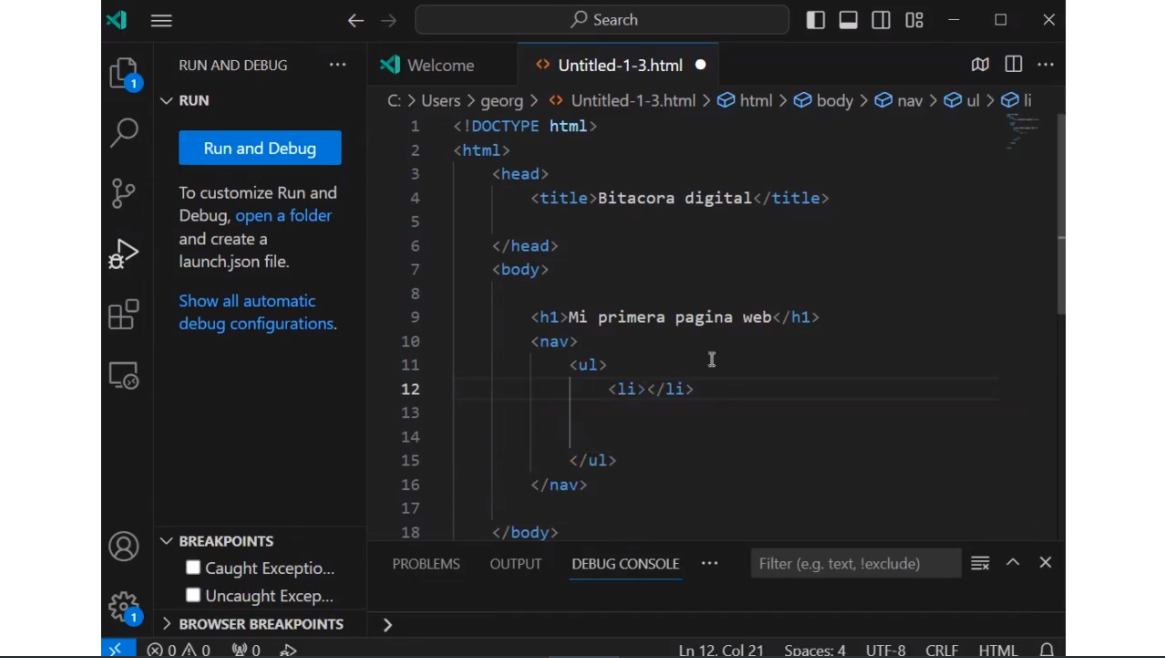 Search
RUN AND DEBUG
RUN
Run and Debug
To customize Run and
Debug, open a folder
and create a
launch.json file.
Show all automatic
debug configurations.
BREAKPOINTS
Caught Exceptio...
Uncaught Excep...
BROWSER BREAKPOINTS
Welcome
Untitled-1-3.html
C: > Users > georg > Untitled-1-3.html > html > body > nav > ul > li
1 <!DOCTYPE html>
2 <html>
3 <head>
4 <title>Bitacora digital</title>
5
6 </head>
7 <body>
8
9 <h1>Mi primera pagina web</h1>
10 <nav>
11 <ul>
12 <li></li>
13
14
15 </ul>
16 </nav>
17
18 </body>
PROBLEMS OUTPUT DEBUG CONSOLE ... Filter (e.g. text, !exclude)
>
1
1
0 0 0 Ln 12, Col 21 Spaces: 4 UTF-8 CRLF HTML